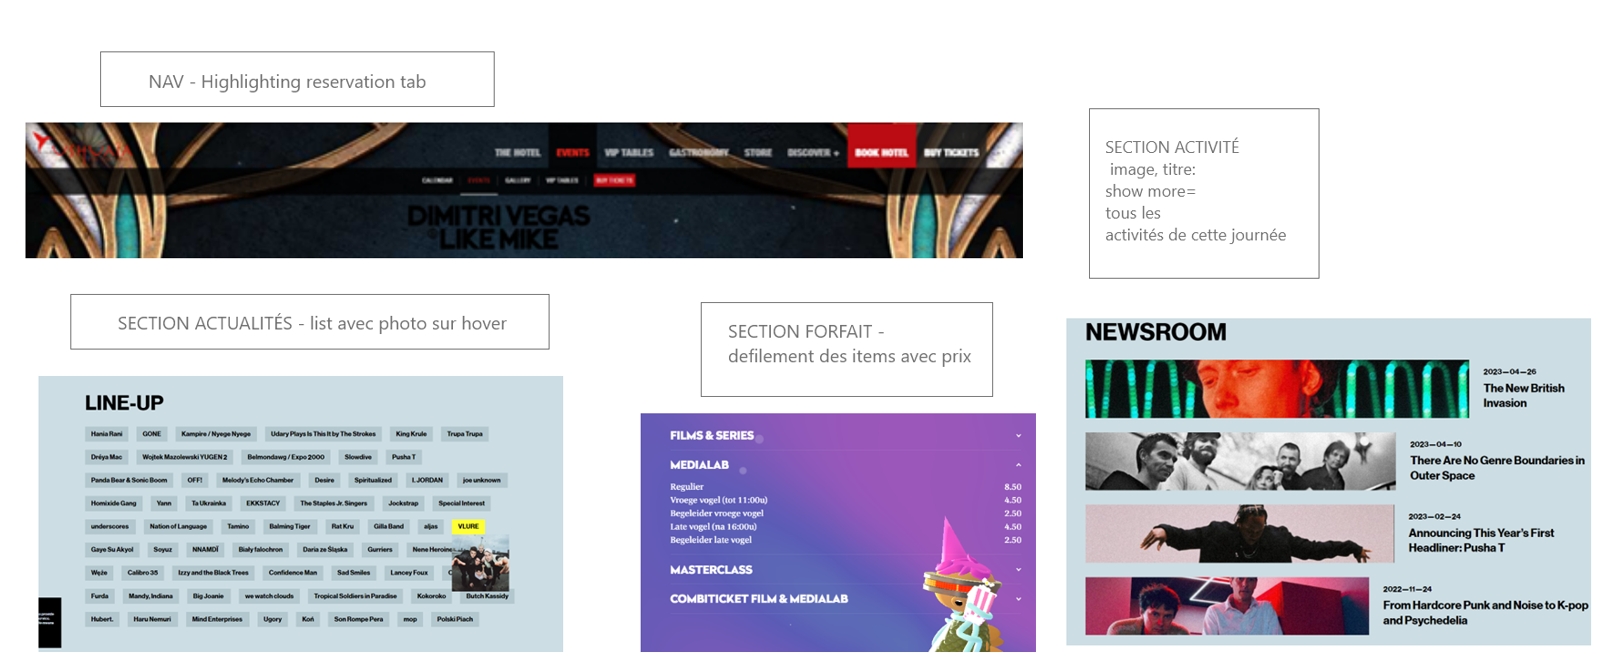 NAV - Highlighting reservation tab
THE HOTEL EVENTS VIP TABLES GASTRONOMY STORE DISCOVER + BOOK HOTEL BUY TICKETS
CALENDAR EVENTS GALLERY VIP TABLES BUY TICKETS
DIMITRI VEGAS
LIKE MIKE
SECTION ACTIVITÉ
image, titre:
show more=
tous les
activités de cette journée
SECTION ACTUALITÉS - list avec photo sur hover
SECTION FORFAIT -
defilement des items avec prix
LINE-UP
Hania Rani GONE Kampire / Nyege Nyege Udary Plays Is This It by The Strokes King Krule Trupa Trupa
Dréya Mac Wojtek Mazolewski YUGEN 2 Belmondawg / Expo 2000 Slowdive Pusha T
Panda Bear & Sonic Boom OFF! Melody's Echo Chamber Desire Spiritualized I.JORDAN joe unknown
Homixide Gang Yann Ta Ukrainka EKKSTACY The Staples Jr. Singers Jockstrap Special Interest
underscores Nation of Language Tamino Balming Tiger Rat Kru Gilla Band aljas VLURE
Gaye Su Akyol Soyuz NNAMDÏ Biały falochron Daria ze Śląska Gurriers Nene Heroine
Węże Calibro 35 Izzy and the Black Trees Confidence Man Sad Smiles Lancey Foux
Furda Mandy, Indiana Big Joanie we watch clouds Tropical Soldiers in Paradise Kokoroko Butch Kassidy
Hubert. Haru Nemuri Mind Enterprises Ugory Koń Son Rompe Pera mop Polski Piach
FILMS & SERIES
MEDIALAB
Regulier 8.50
Vroege vogel (tot 11:00u) 4.50
Begeleider vroege vogel 2.50
Late vogel (na 16:00u) 4.50
Begeleider late vogel 2.50
MASTERCLASS
COMBITICKET FILM & MEDIALAB
NEWSROOM
2023—04—26
The New British
Invasion
2023—04—10
There Are No Genre Boundaries in
Outer Space
2023—02—24
Announcing This Year's First
Headliner: Pusha T
2022—11—24
From Hardcore Punk and Noise to K-pop
and Psychedelia